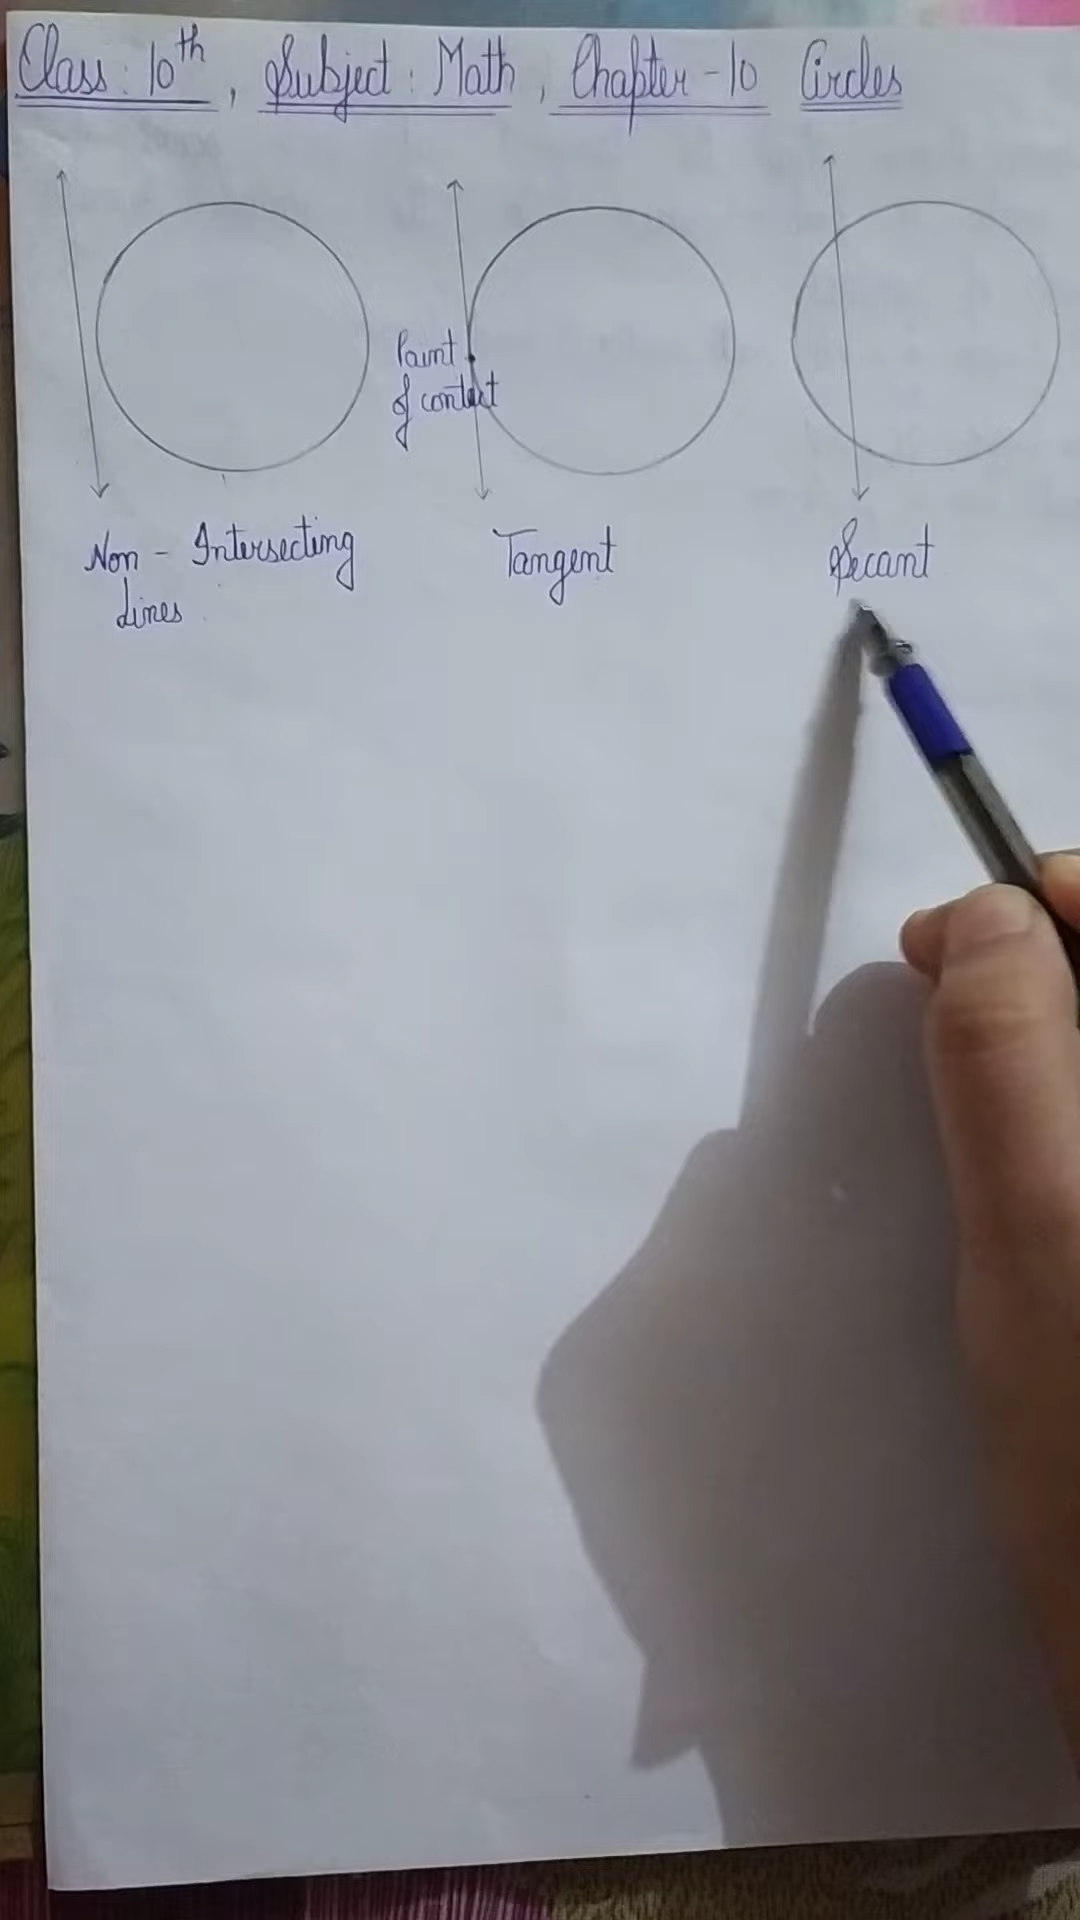 Class : 10th , Subject : Math , Chapter - 10 Circles
Point
of contact
Non - Intersecting
Lines
Tangent
Secant